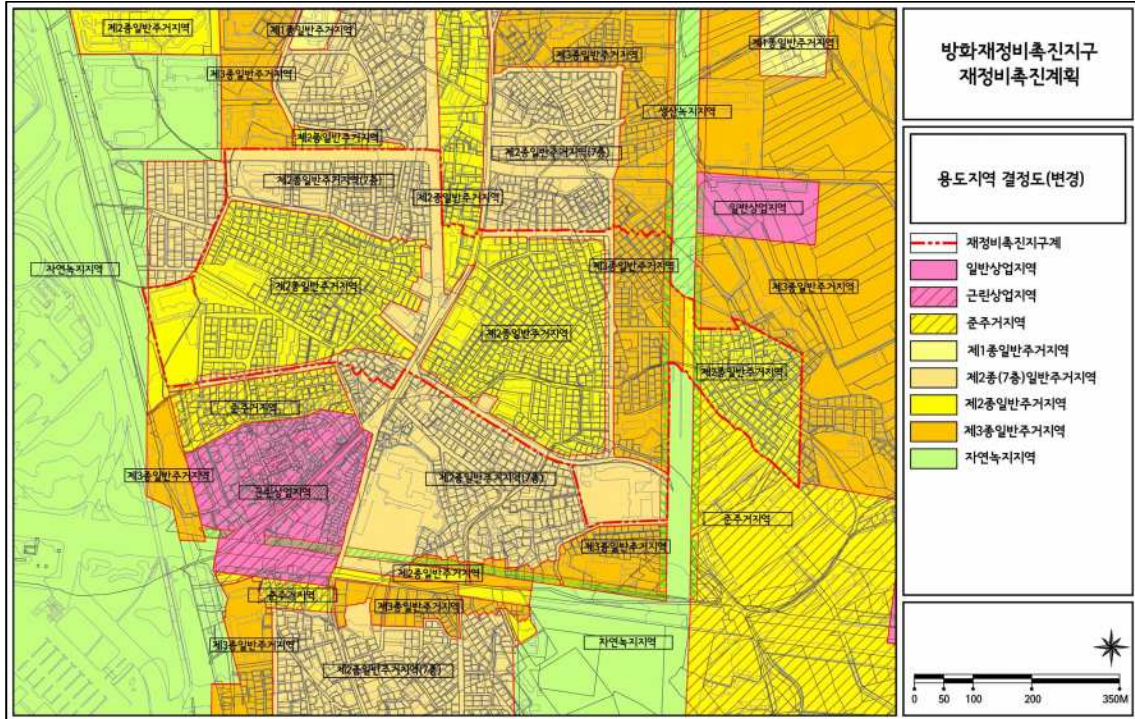 제2종일반주거지역
제1종일반주거지역
제3종일반주거지역
제1종일반주거지역
제3종일반주거지역
생산녹지지역
제2종일반주거지역
제2종일반주거지역(7층)
제2종일반주거지역(7층)
제2종일반주거지역
일반상업지역
자연녹지지역
제3종일반주거지역
제2종일반주거지역
제3종일반주거지역
제2종일반주거지역
제2종일반주거지역
준주거지역
제3종일반주거지역
제2종일반주거지역(7층)
근린상업지역
준주거지역
제3종일반주거지역
제2종일반주거지역
준주거지역
제3종일반주거지역
제3종일반주거지역
자연녹지지역
제2종일반주거지역(7층)
방화재정비촉진지구
재정비촉진계획
용도지역 결정도(변경)
재정비촉진지구계
일반상업지역
근린상업지역
준주거지역
제1종일반주거지역
제2종(7층)일반주거지역
제2종일반주거지역
제3종일반주거지역
자연녹지지역
0 50 100 200 350M